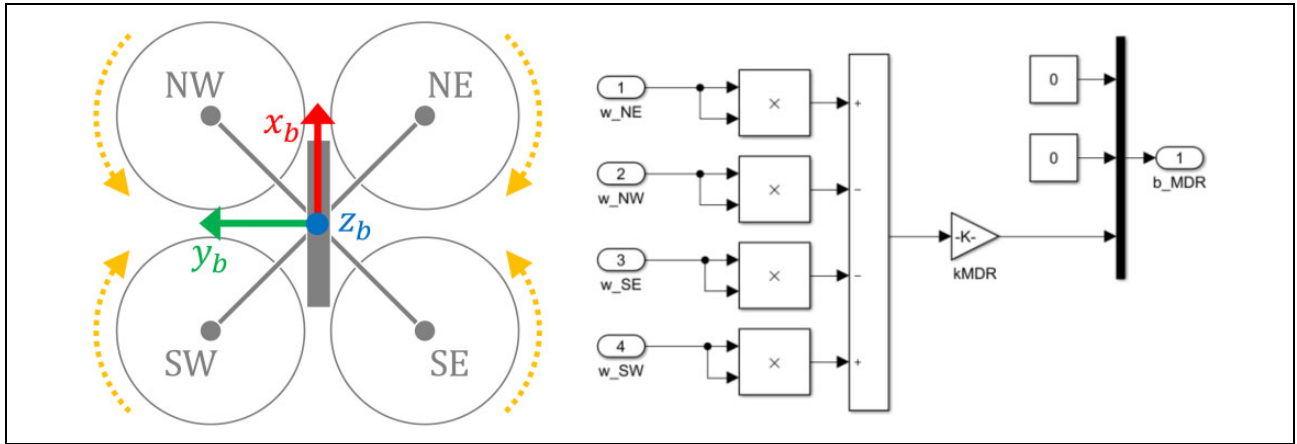 NW
NE
x_b
z_b
y_b
SW
SE
1
w_NE
×
+
0
2
w_NW
×
−
0
1
b_MDR
-K-
kMDR
3
w_SE
×
−
4
w_SW
×
+